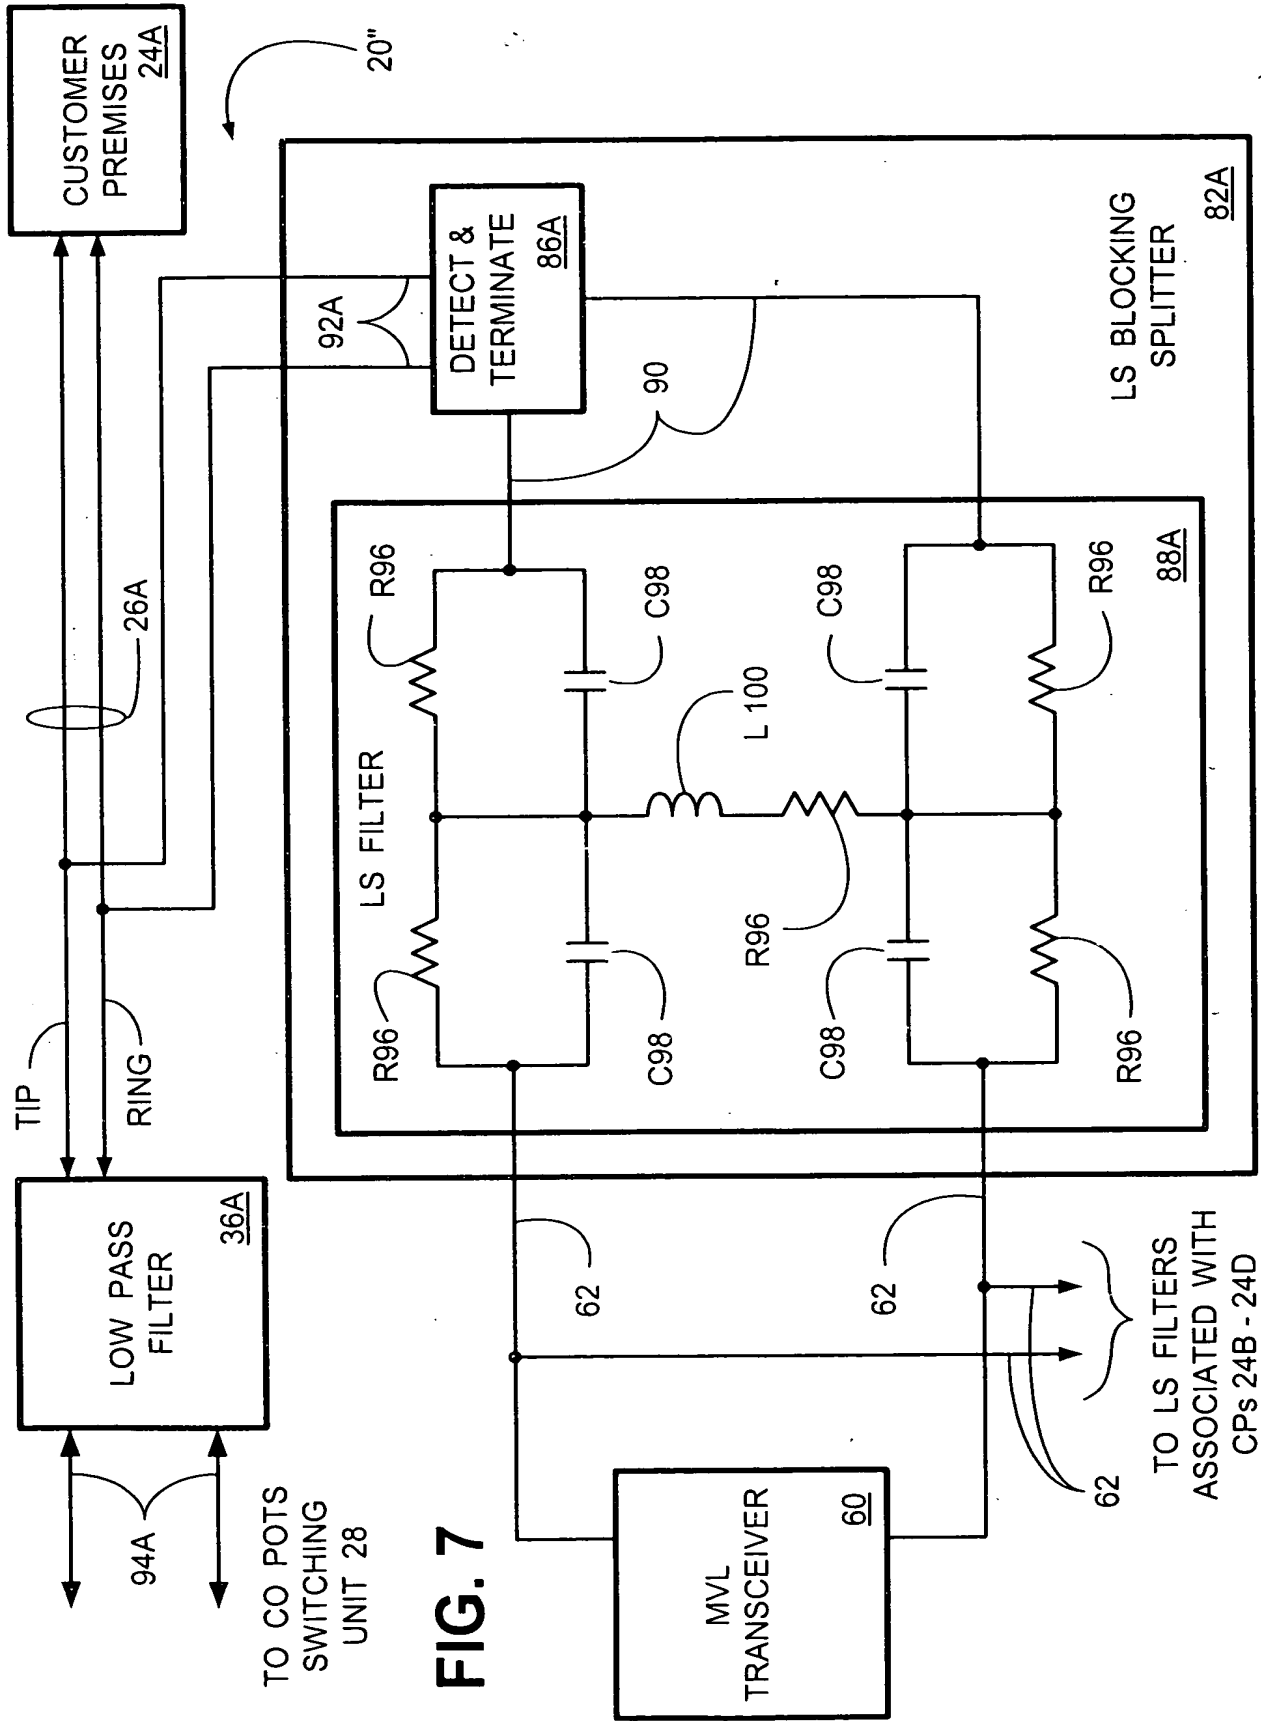 CUSTOMER
PREMISES
24A
20"
TIP
RING
26A
LOW PASS
FILTER
36A
94A
TO CO POTS
SWITCHING
UNIT 28
92A
DETECT &
TERMINATE
86A
90
LS BLOCKING
SPLITTER
82A
LS FILTER
88A
R96
R96
C98
C98
L 100
R96
C98
C98
R96
R96
62
62
62
MVL
TRANSCEIVER
60
TO LS FILTERS
ASSOCIATED WITH
CPs 24B - 24D
FIG. 7